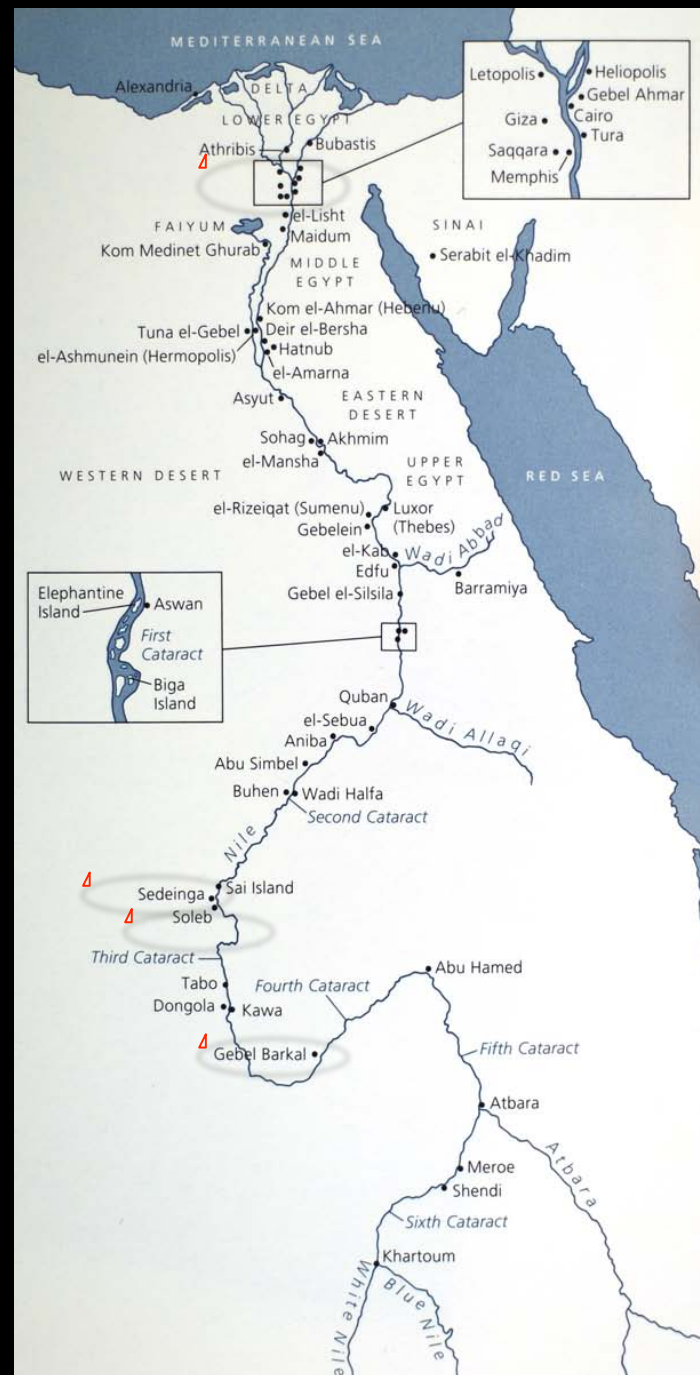 MEDITERRANEAN SEA
Alexandria
DELTA
LOWER EGYPT
Athribis
Bubastis
Letopolis
Heliopolis
Gebel Ahmar
Cairo
Giza
Tura
Saqqara
Memphis
el-Lisht
FAIYUM
Maidum
SINAI
Kom Medinet Ghurab
Serabit el-Khadim
MIDDLE
EGYPT
Kom el-Ahmar (Hebenu)
Tuna el-Gebel
Deir el-Bersha
el-Ashmunein (Hermopolis)
Hatnub
el-Amarna
Asyut
EASTERN
DESERT
Sohag
Akhmim
el-Mansha
WESTERN DESERT
UPPER
EGYPT
RED SEA
el-Rizeiqat (Sumenu)
Luxor
(Thebes)
Gebelein
Wadi Abbad
el-Kab
Edfu
Barramiya
Gebel el-Silsila
Elephantine
Island
Aswan
First
Cataract
Biga
Island
Quban
Wadi Allaqi
el-Sebua
Aniba
Abu Simbel
Buhen
Wadi Halfa
Second Cataract
Nile
Sai Island
Sedeinga
Soleb
Third Cataract
Abu Hamed
Tabo
Fourth Cataract
Dongola
Kawa
Gebel Barkal
Fifth Cataract
Atbara
Atbara
Meroe
Shendi
Sixth Cataract
Khartoum
White Nile
Blue Nile